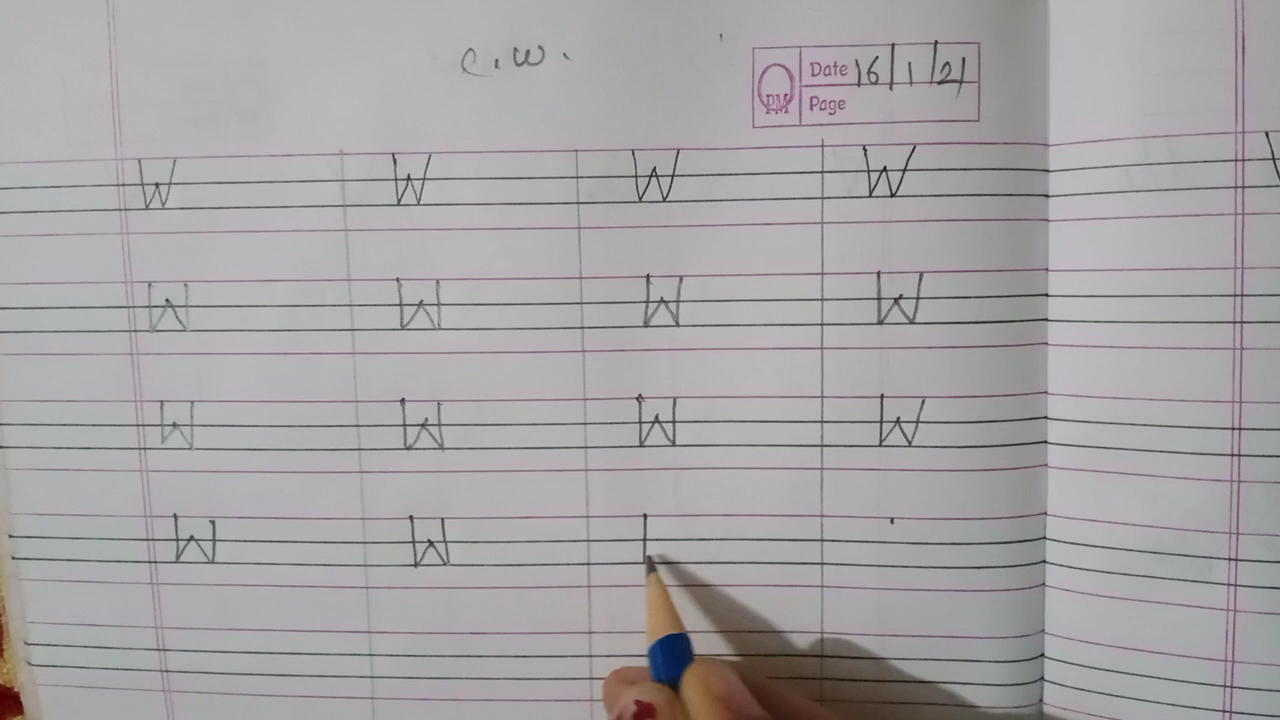 C.W.
Date 16/1/21
PM
Page
W W W W
W W W W
W W W W
W W